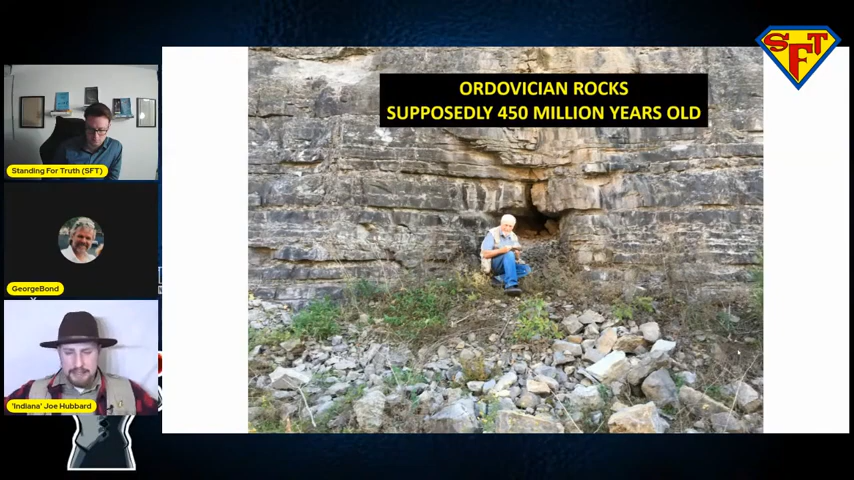 SFT
ORDOVICIAN ROCKS
SUPPOSEDLY 450 MILLION YEARS OLD
Standing For Truth (SFT)
GeorgeBond
'Indiana' Joe Hubbard